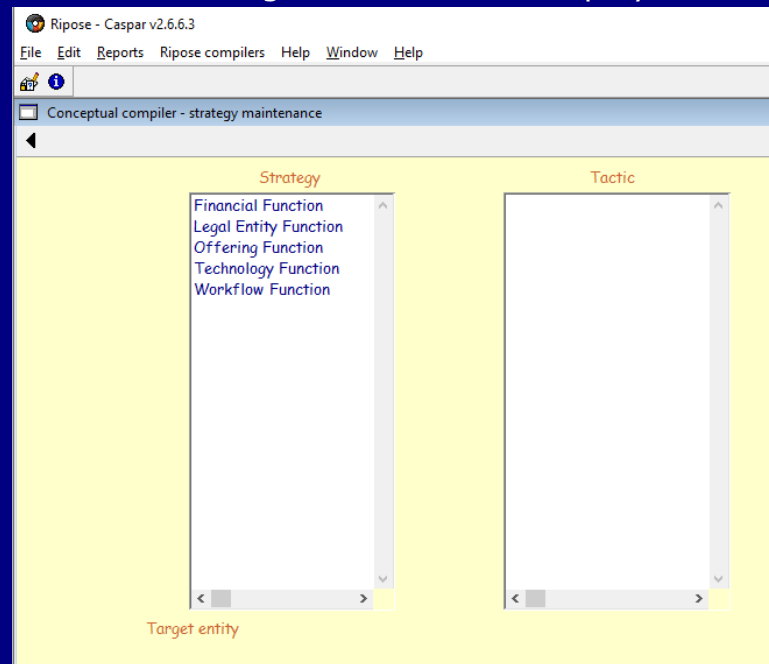 Ripose - Caspar v2.6.6.3
File Edit Reports Ripose compilers Help Window Help
Conceptual compiler - strategy maintenance
Strategy
Tactic
Financial Function
Legal Entity Function
Offering Function
Technology Function
Workflow Function
Target entity